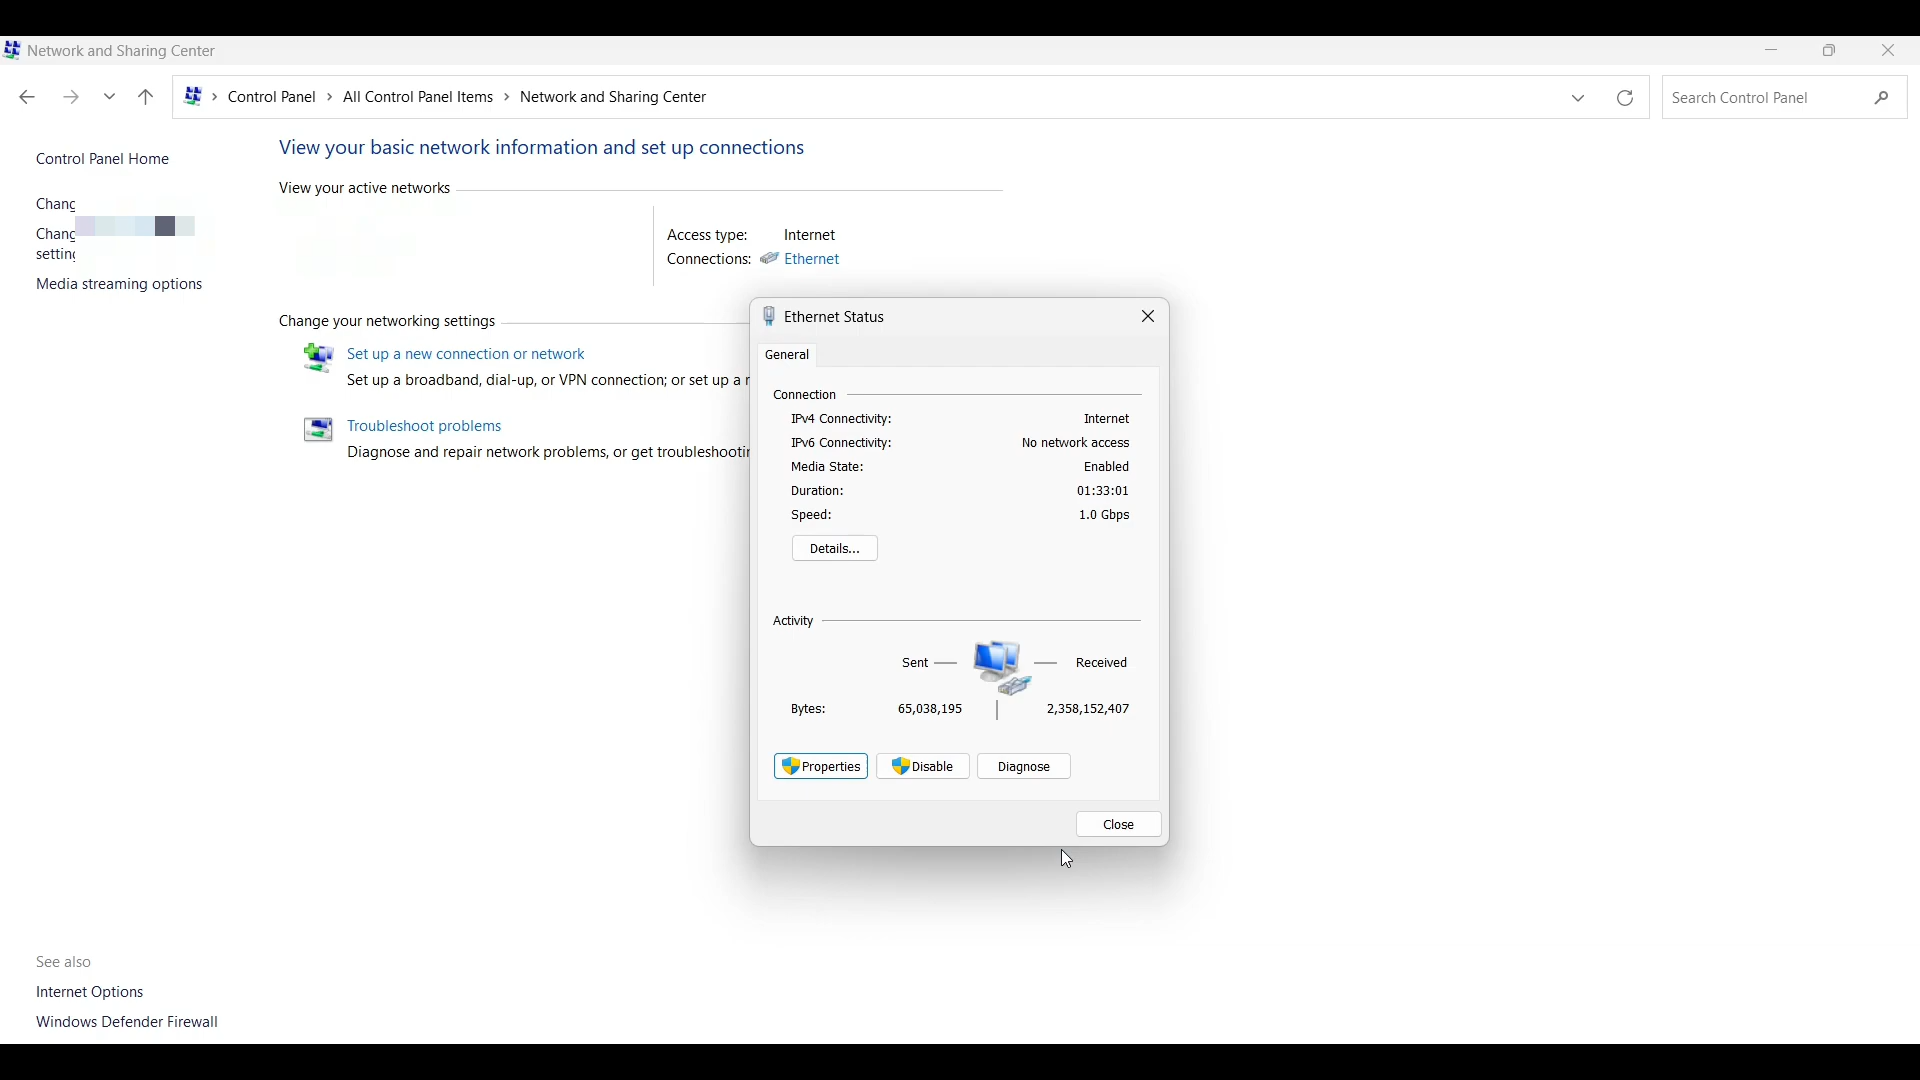 Network and Sharing Center
Control Panel > All Control Panel Items > Network and Sharing Center
Search Control Panel
Control Panel Home
Media streaming options
See also
Internet Options
Windows Defender Firewall
View your basic network information and set up connections
View your active networks
Access type: Internet
Connections: Ethernet
Change your networking settings
Set up a new connection or network
Set up a broadband, dial-up, or VPN connection; or set up a
Troubleshoot problems
Diagnose and repair network problems, or get
Ethernet Status
General
Connection
IPv4 Connectivity: Internet
IPv6 Connectivity: No network access
Media State: Enabled
Duration: 01:33:01
Speed: 1.0 Gbps
Details...
Activity
Sent — — Received
Bytes: 65,038,195 | 2,358,152,407
Properties Disable Diagnose
Close